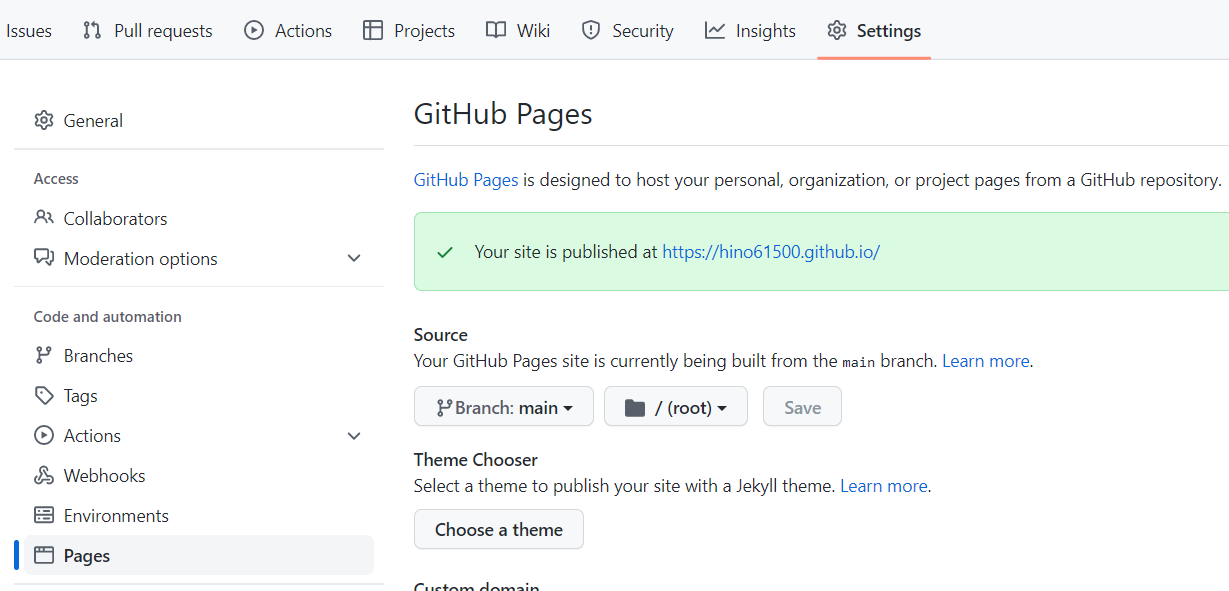 Issues Pull requests Actions Projects Wiki Security Insights Settings
General
Access
Collaborators
Moderation options
Code and automation
Branches
Tags
Actions
Webhooks
Environments
Pages
GitHub Pages
GitHub Pages is designed to host your personal, organization, or project pages from a GitHub repository.
Your site is published at https://hino61500.github.io/
Source
Your GitHub Pages site is currently being built from the main branch. Learn more.
Branch: main / (root) Save
Theme Chooser
Select a theme to publish your site with a Jekyll theme. Learn more.
Choose a theme
Custom domain